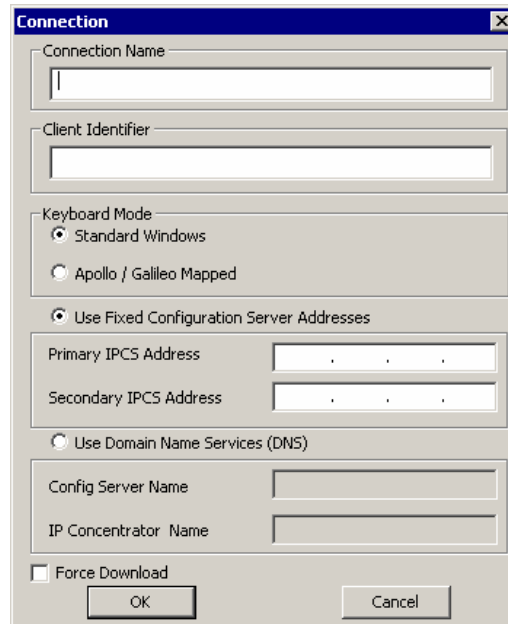 Connection
Connection Name
Client Identifier
Keyboard Mode
Standard Windows
Apollo / Galileo Mapped
Use Fixed Configuration Server Addresses
Primary IPCS Address . . .
Secondary IPCS Address . . .
Use Domain Name Services (DNS)
Config Server Name
IP Concentrator Name
Force Download
OK Cancel